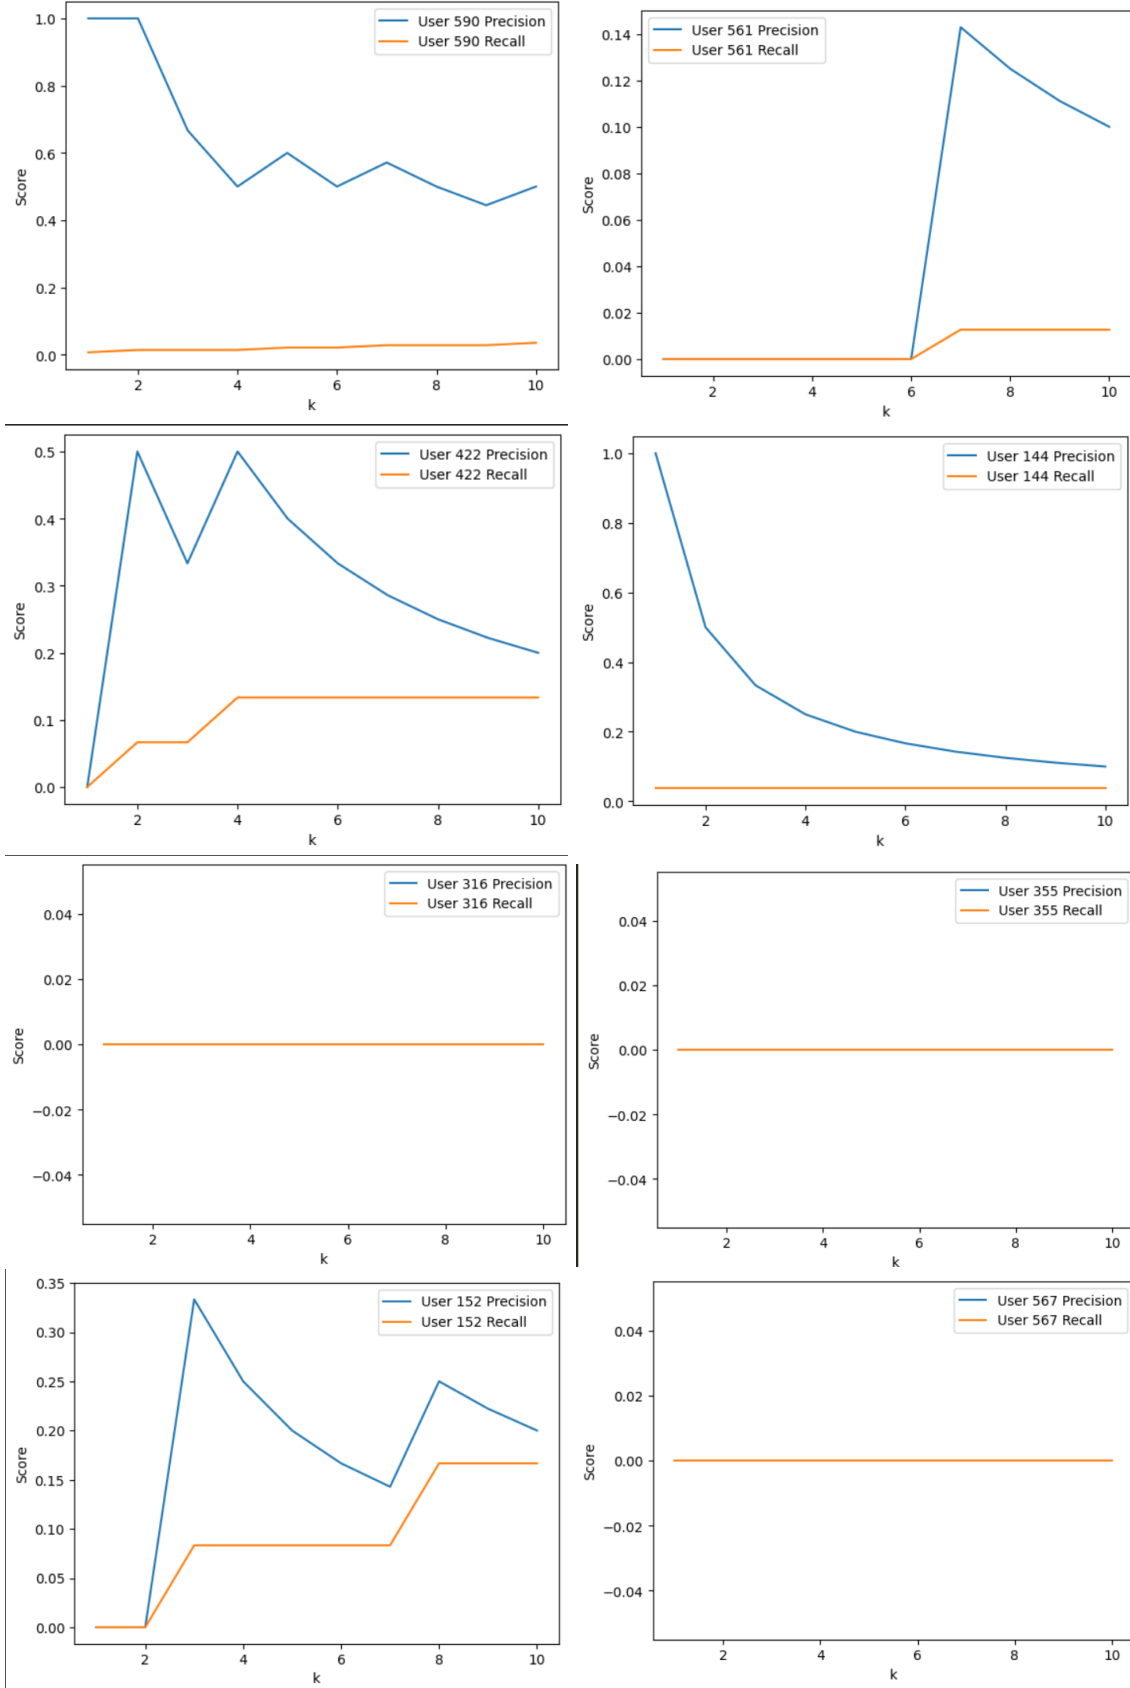 User 590 Precision
User 590 Recall
1.0
0.8
0.6
0.4
0.2
0.0
Score
2 4 6 8 10
k
User 561 Precision
User 561 Recall
0.14
0.12
0.10
0.08
0.06
0.04
0.02
0.00
Score
2 4 6 8 10
k
User 422 Precision
User 422 Recall
0.5
0.4
0.3
0.2
0.1
0.0
Score
2 4 6 8 10
k
User 144 Precision
User 144 Recall
1.0
0.8
0.6
0.4
0.2
0.0
Score
2 4 6 8 10
k
User 316 Precision
User 316 Recall
0.04
0.02
0.00
−0.02
−0.04
Score
2 4 6 8 10
k
User 355 Precision
User 355 Recall
0.04
0.02
0.00
−0.02
−0.04
Score
2 4 6 8 10
k
User 152 Precision
User 152 Recall
0.35
0.30
0.25
0.20
0.15
0.10
0.05
0.00
Score
2 4 6 8 10
k
User 567 Precision
User 567 Recall
0.04
0.02
0.00
−0.02
−0.04
Score
2 4 6 8 10
k